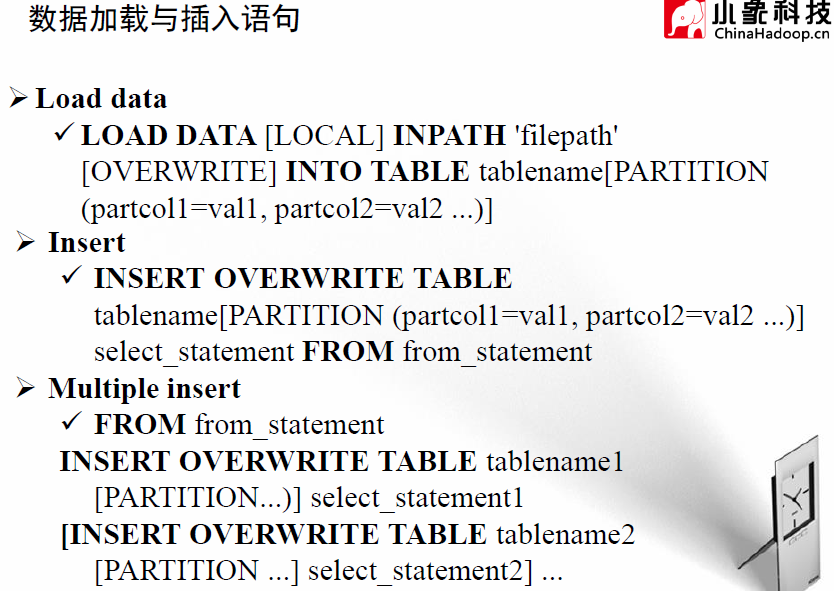 数据加载与插入语句
小象科技
ChinaHadoop.cn
➢ Load data
✓ LOAD DATA [LOCAL] INPATH 'filepath'
[OVERWRITE] INTO TABLE tablename[PARTITION
(partcol1=val1, partcol2=val2 ...)]
➢ Insert
✓ INSERT OVERWRITE TABLE
tablename[PARTITION (partcol1=val1, partcol2=val2 ...)]
select_statement FROM from_statement
➢ Multiple insert
✓ FROM from_statement
INSERT OVERWRITE TABLE tablename1
[PARTITION...)] select_statement1
[INSERT OVERWRITE TABLE tablename2
[PARTITION ...] select_statement2] ...